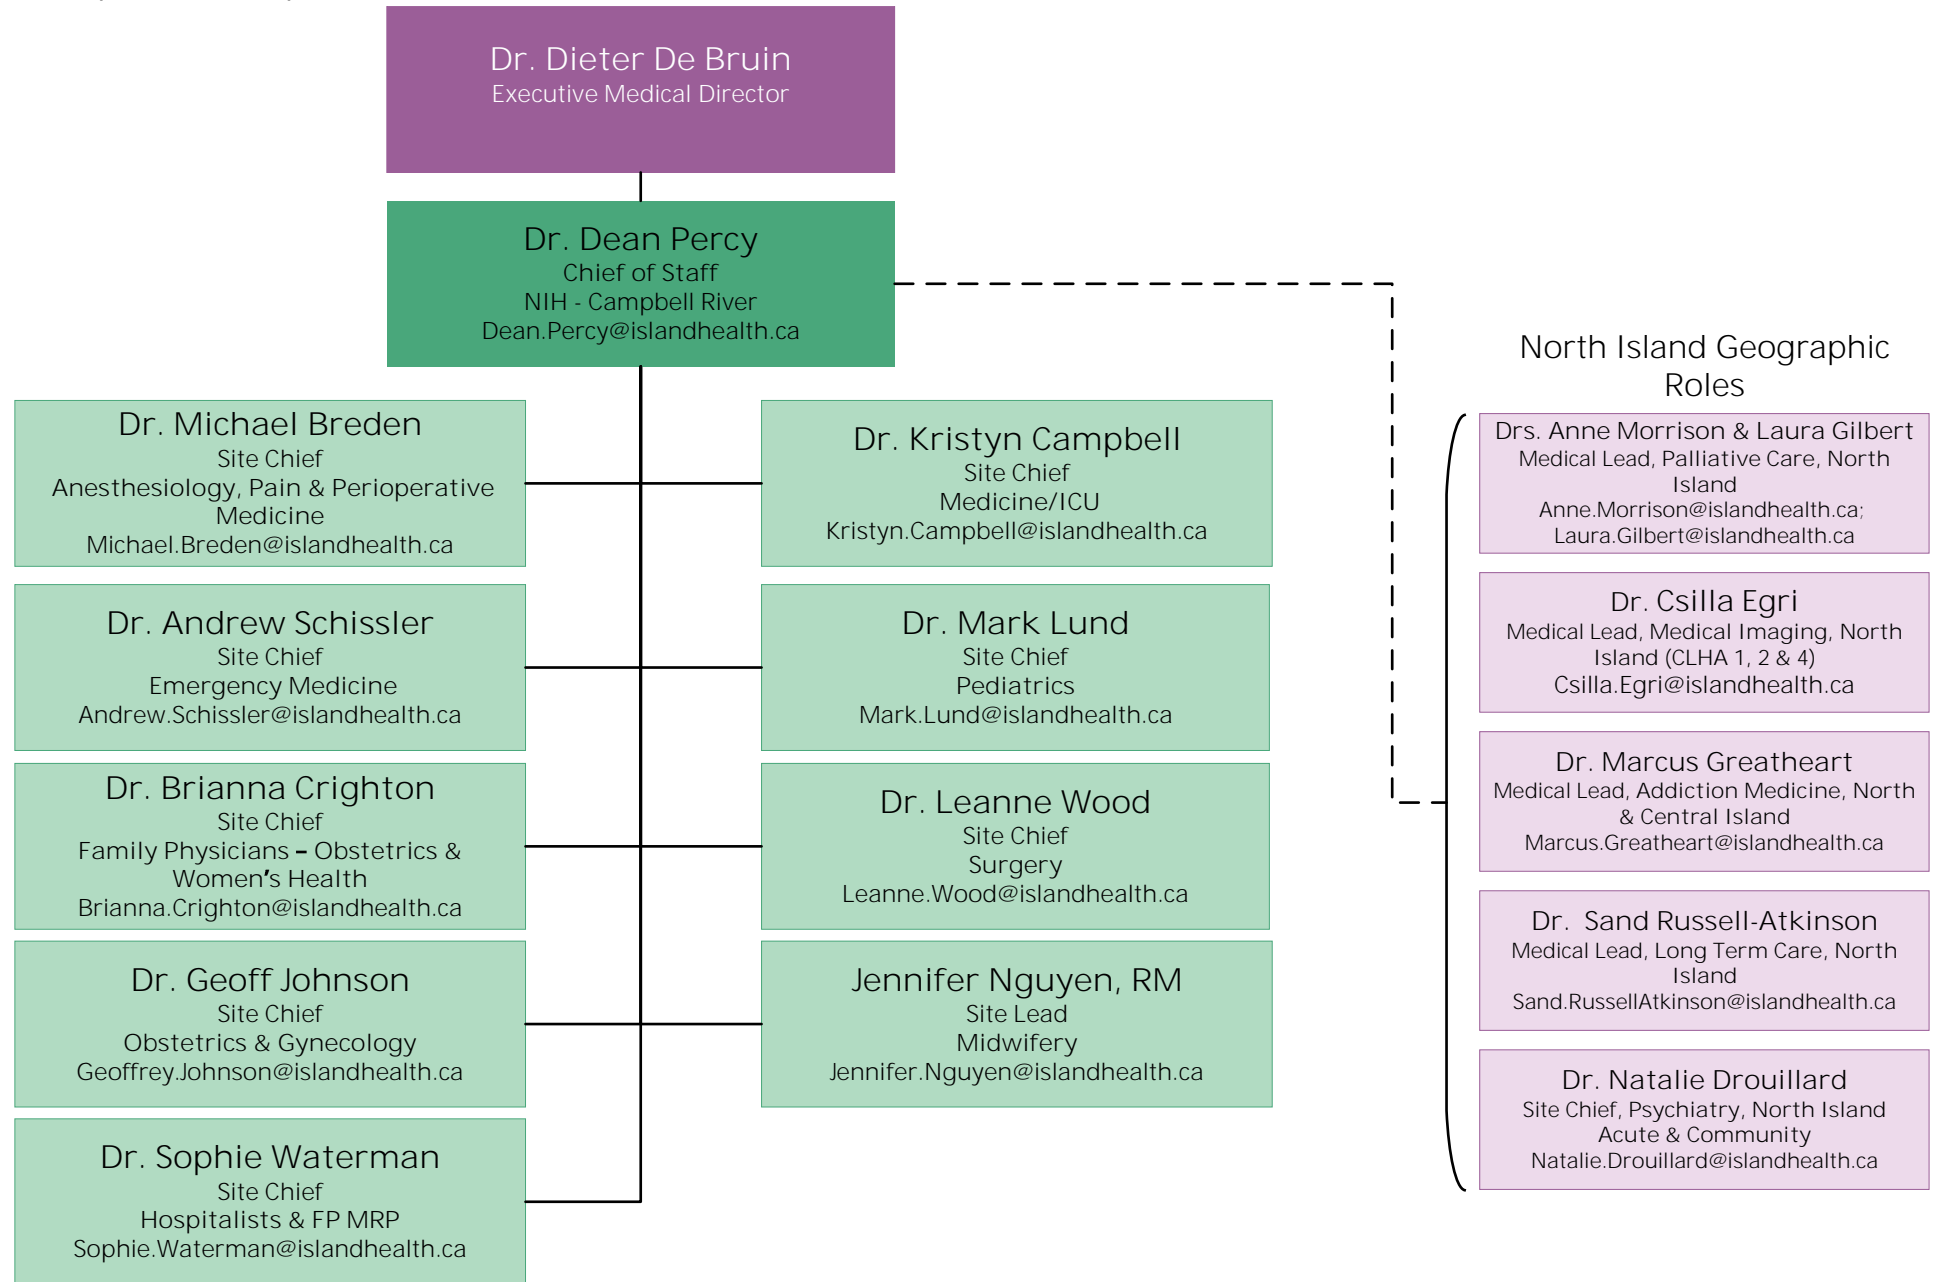 Dr. Dieter De Bruin
Executive Medical Director
Dr. Dean Percy
Chief of Staff
NIH - Campbell River
Dean.Percy@islandhealth.ca
Dr. Michael Breden
Site Chief
Anesthesiology, Pain & Perioperative
Medicine
Michael.Breden@islandhealth.ca
Dr. Kristyn Campbell
Site Chief
Medicine/ICU
Kristyn.Campbell@islandhealth.ca
Dr. Andrew Schissler
Site Chief
Emergency Medicine
Andrew.Schissler@islandhealth.ca
Dr. Mark Lund
Site Chief
Pediatrics
Mark.Lund@islandhealth.ca
Dr. Brianna Crighton
Site Chief
Family Physicians – Obstetrics &
Women's Health
Brianna.Crighton@islandhealth.ca
Dr. Leanne Wood
Site Chief
Surgery
Leanne.Wood@islandhealth.ca
Dr. Geoff Johnson
Site Chief
Obstetrics & Gynecology
Geoffrey.Johnson@islandhealth.ca
Jennifer Nguyen, RM
Site Lead
Midwifery
Jennifer.Nguyen@islandhealth.ca
Dr. Sophie Waterman
Site Chief
Hospitalists & FP MRP
Sophie.Waterman@islandhealth.ca
North Island Geographic
Roles
Drs. Anne Morrison & Laura Gilbert
Medical Lead, Palliative Care, North
Island
Anne.Morrison@islandhealth.ca;
Laura.Gilbert@islandhealth.ca
Dr. Csilla Egri
Medical Lead, Medical Imaging, North
Island (CLHA 1, 2 & 4)
Csilla.Egri@islandhealth.ca
Dr. Marcus Greatheart
Medical Lead, Addiction Medicine, North
& Central Island
Marcus.Greatheart@islandhealth.ca
Dr. Sand Russell-Atkinson
Medical Lead, Long Term Care, North
Island
Sand.RussellAtkinson@islandhealth.ca
Dr. Natalie Drouillard
Site Chief, Psychiatry, North Island
Acute & Community
Natalie.Drouillard@islandhealth.ca